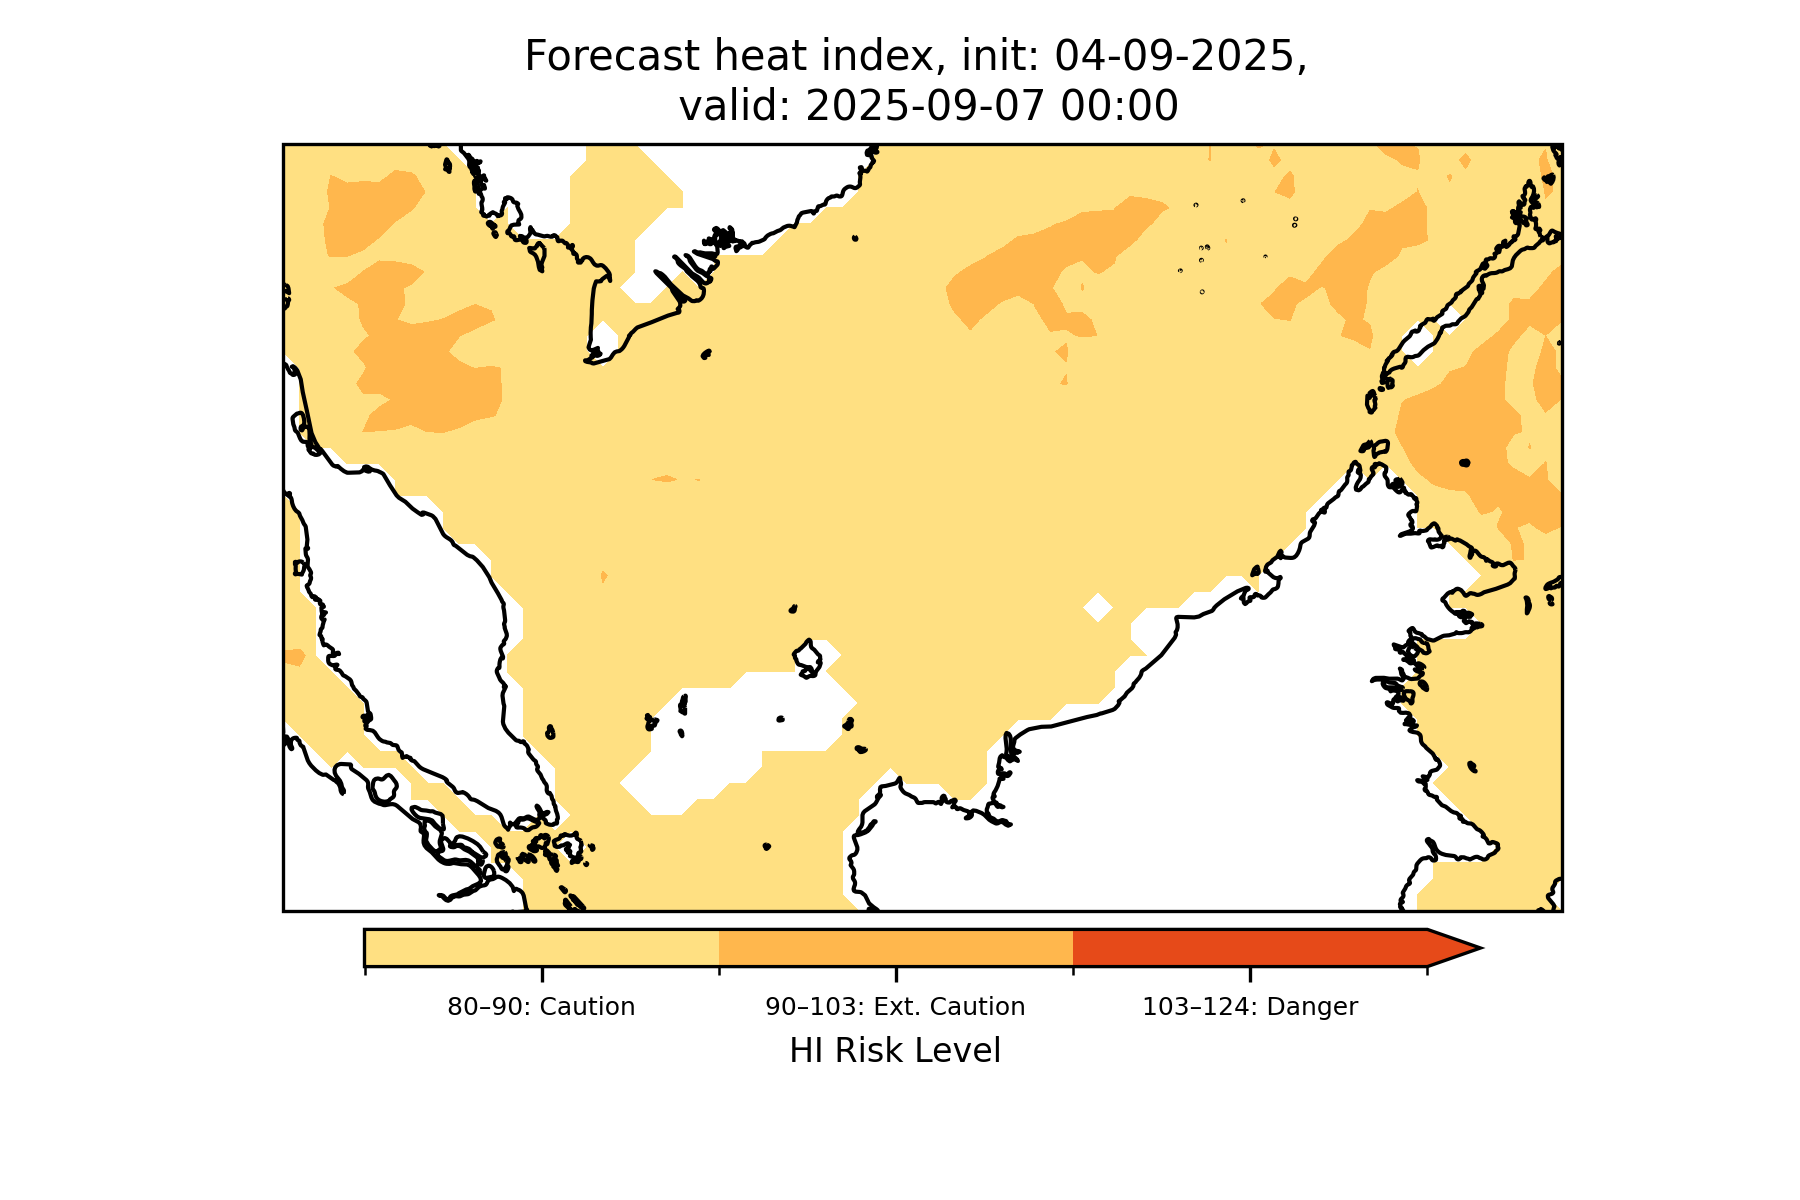 Forecast heat index, init: 04-09-2025,
valid: 2025-09-07 00:00
80–90: Caution
90–103: Ext. Caution
103–124: Danger
HI Risk Level